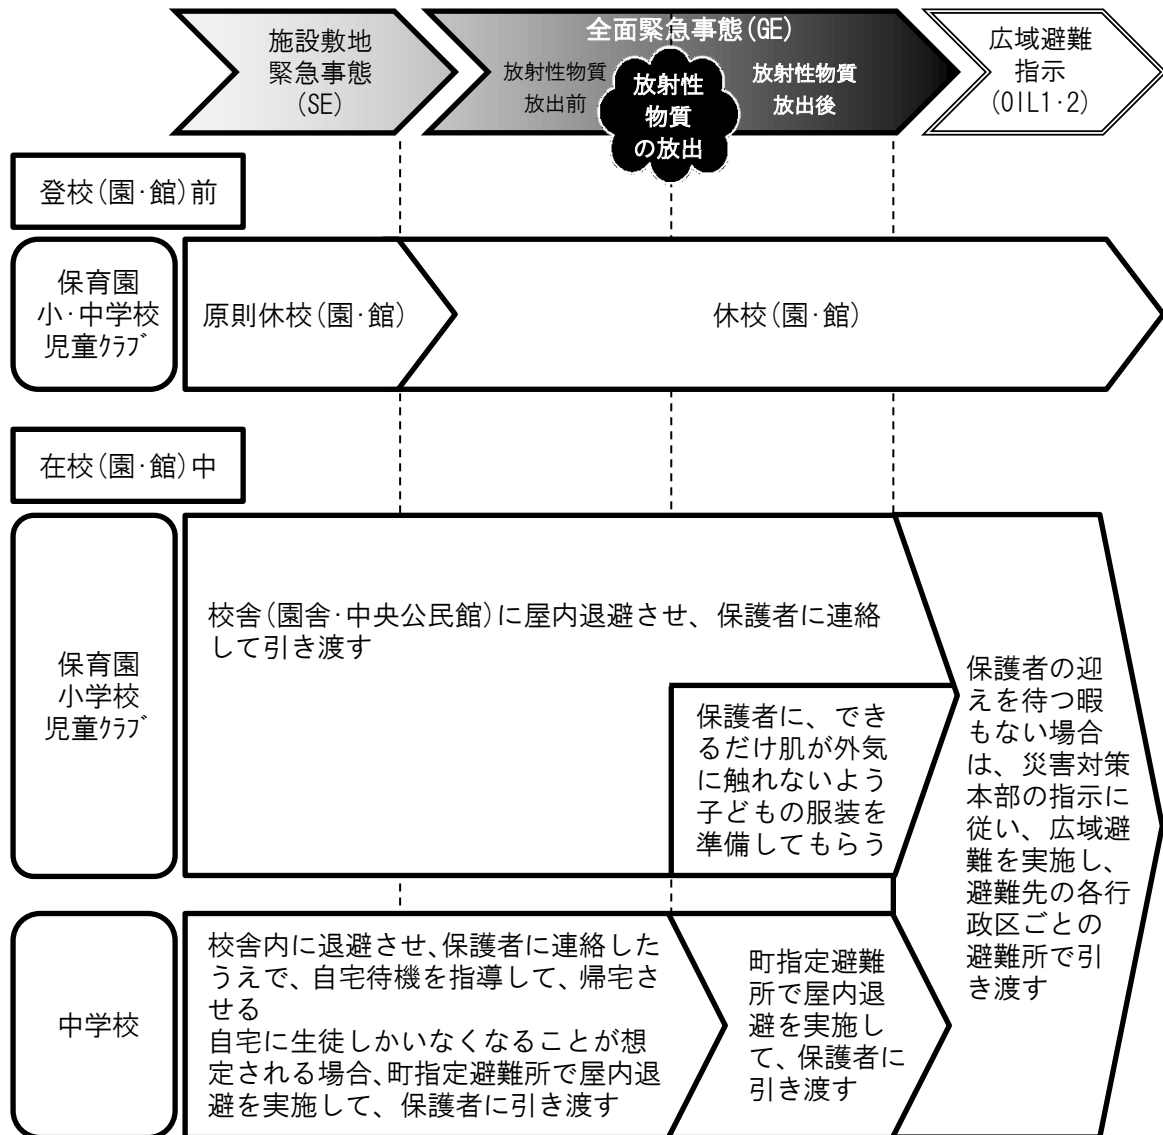 施設敷地
緊急事態
(SE)
全面緊急事態(GE)
放射性物質
放出前
放射性
物質
の放出
放射性物質
放出後
広域避難
指示
(OIL1･2)
登校(園･館)前
保育園
小･中学校
児童ｸﾗﾌﾞ
原則休校(園･館)
休校(園･館)
在校(園･館)中
保育園
小学校
児童ｸﾗﾌﾞ
校舎(園舎･中央公民館)に屋内退避させ、保護者に連絡
して引き渡す
保護者に、でき
るだけ肌が外気
に触れないよう
子どもの服装を
準備してもらう
保護者の迎
えを待つ暇
もない場合
は、災害対策
本部の指示に
従い、広域避
難を実施し、
避難先の各行
政区ごとの
避難所で引
き渡す
中学校
校舎内に退避させ、保護者に連絡した
うえで、自宅待機を指導して、帰宅さ
せる
自宅に生徒しかいなくなることが想
定される場合、町指定避難所で屋内退
避を実施して、保護者に引き渡す
町指定避難
所で屋内退
避を実施し
て、保護者に
引き渡す